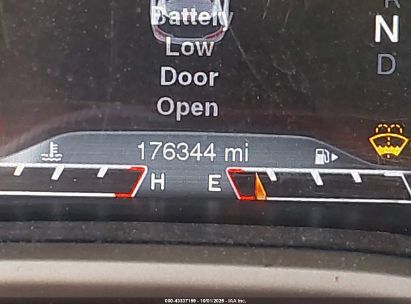 Battery
Low
Door
Open
R
N
D
176344 mi
H E